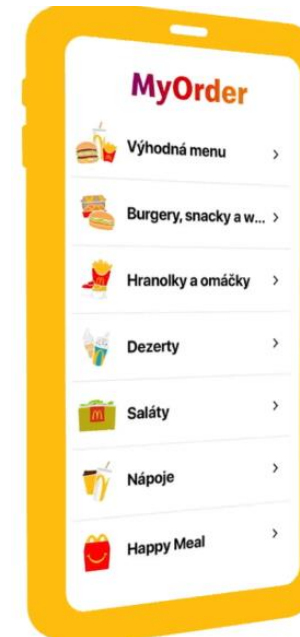 MyOrder
Výhodná menu
Burgery, snacky a w...
Hranolky a omáčky
Dezerty
Saláty
Nápoje
Happy Meal